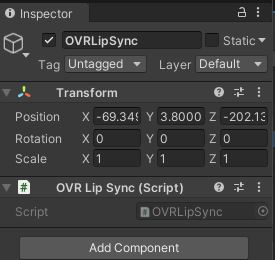 Inspector
OVRLipSync Static
Tag Untagged Layer Default
Transform
Position X -69.349 Y 3.8000 Z -202.13
Rotation X 0 Y 0 Z 0
Scale X 1 Y 1 Z 1
# OVR Lip Sync (Script)
Script OVRLipSync
Add Component